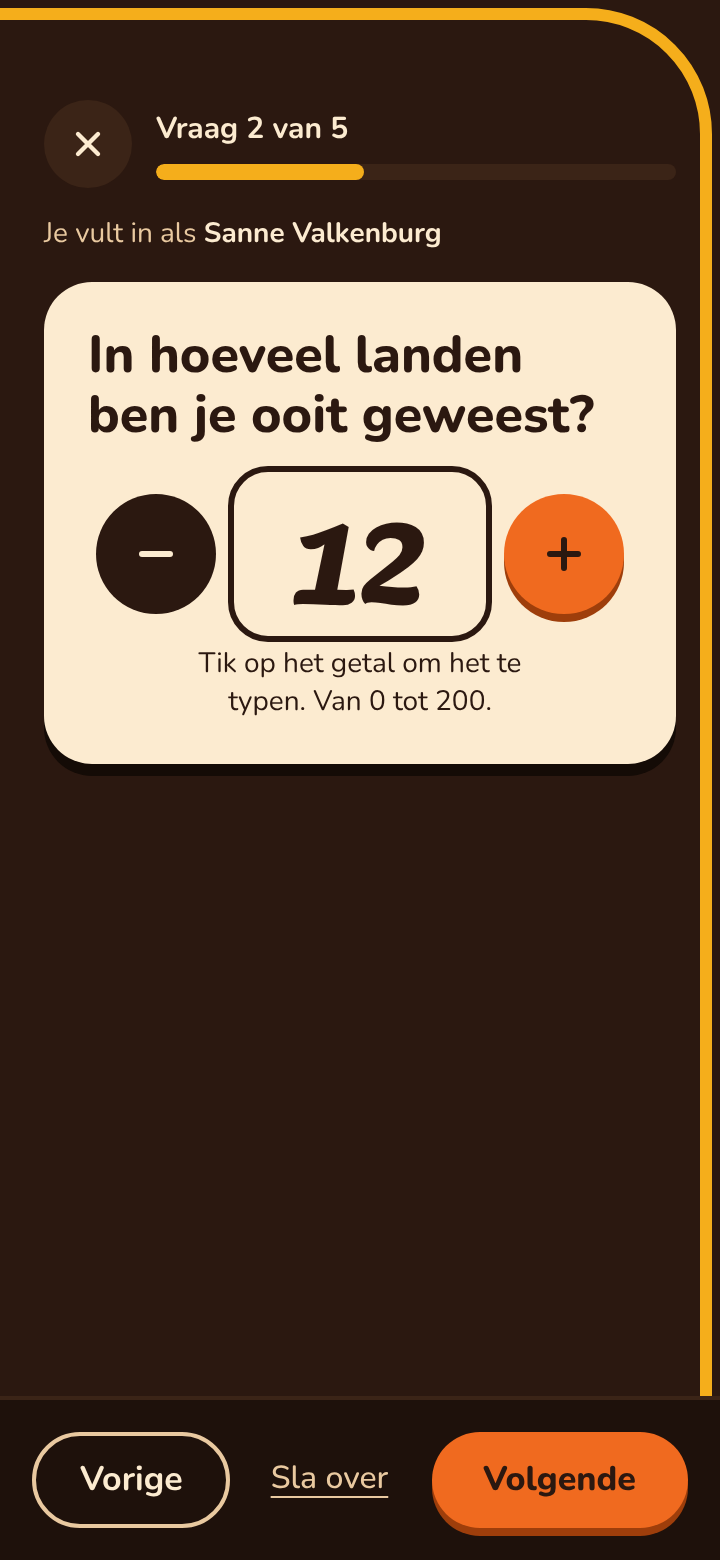 Vraag 2 van 5
Je vult in als Sanne Valkenburg
In hoeveel landen
ben je ooit geweest?
12
Tik op het getal om het te
typen. Van 0 tot 200.
Vorige
Sla over
Volgende